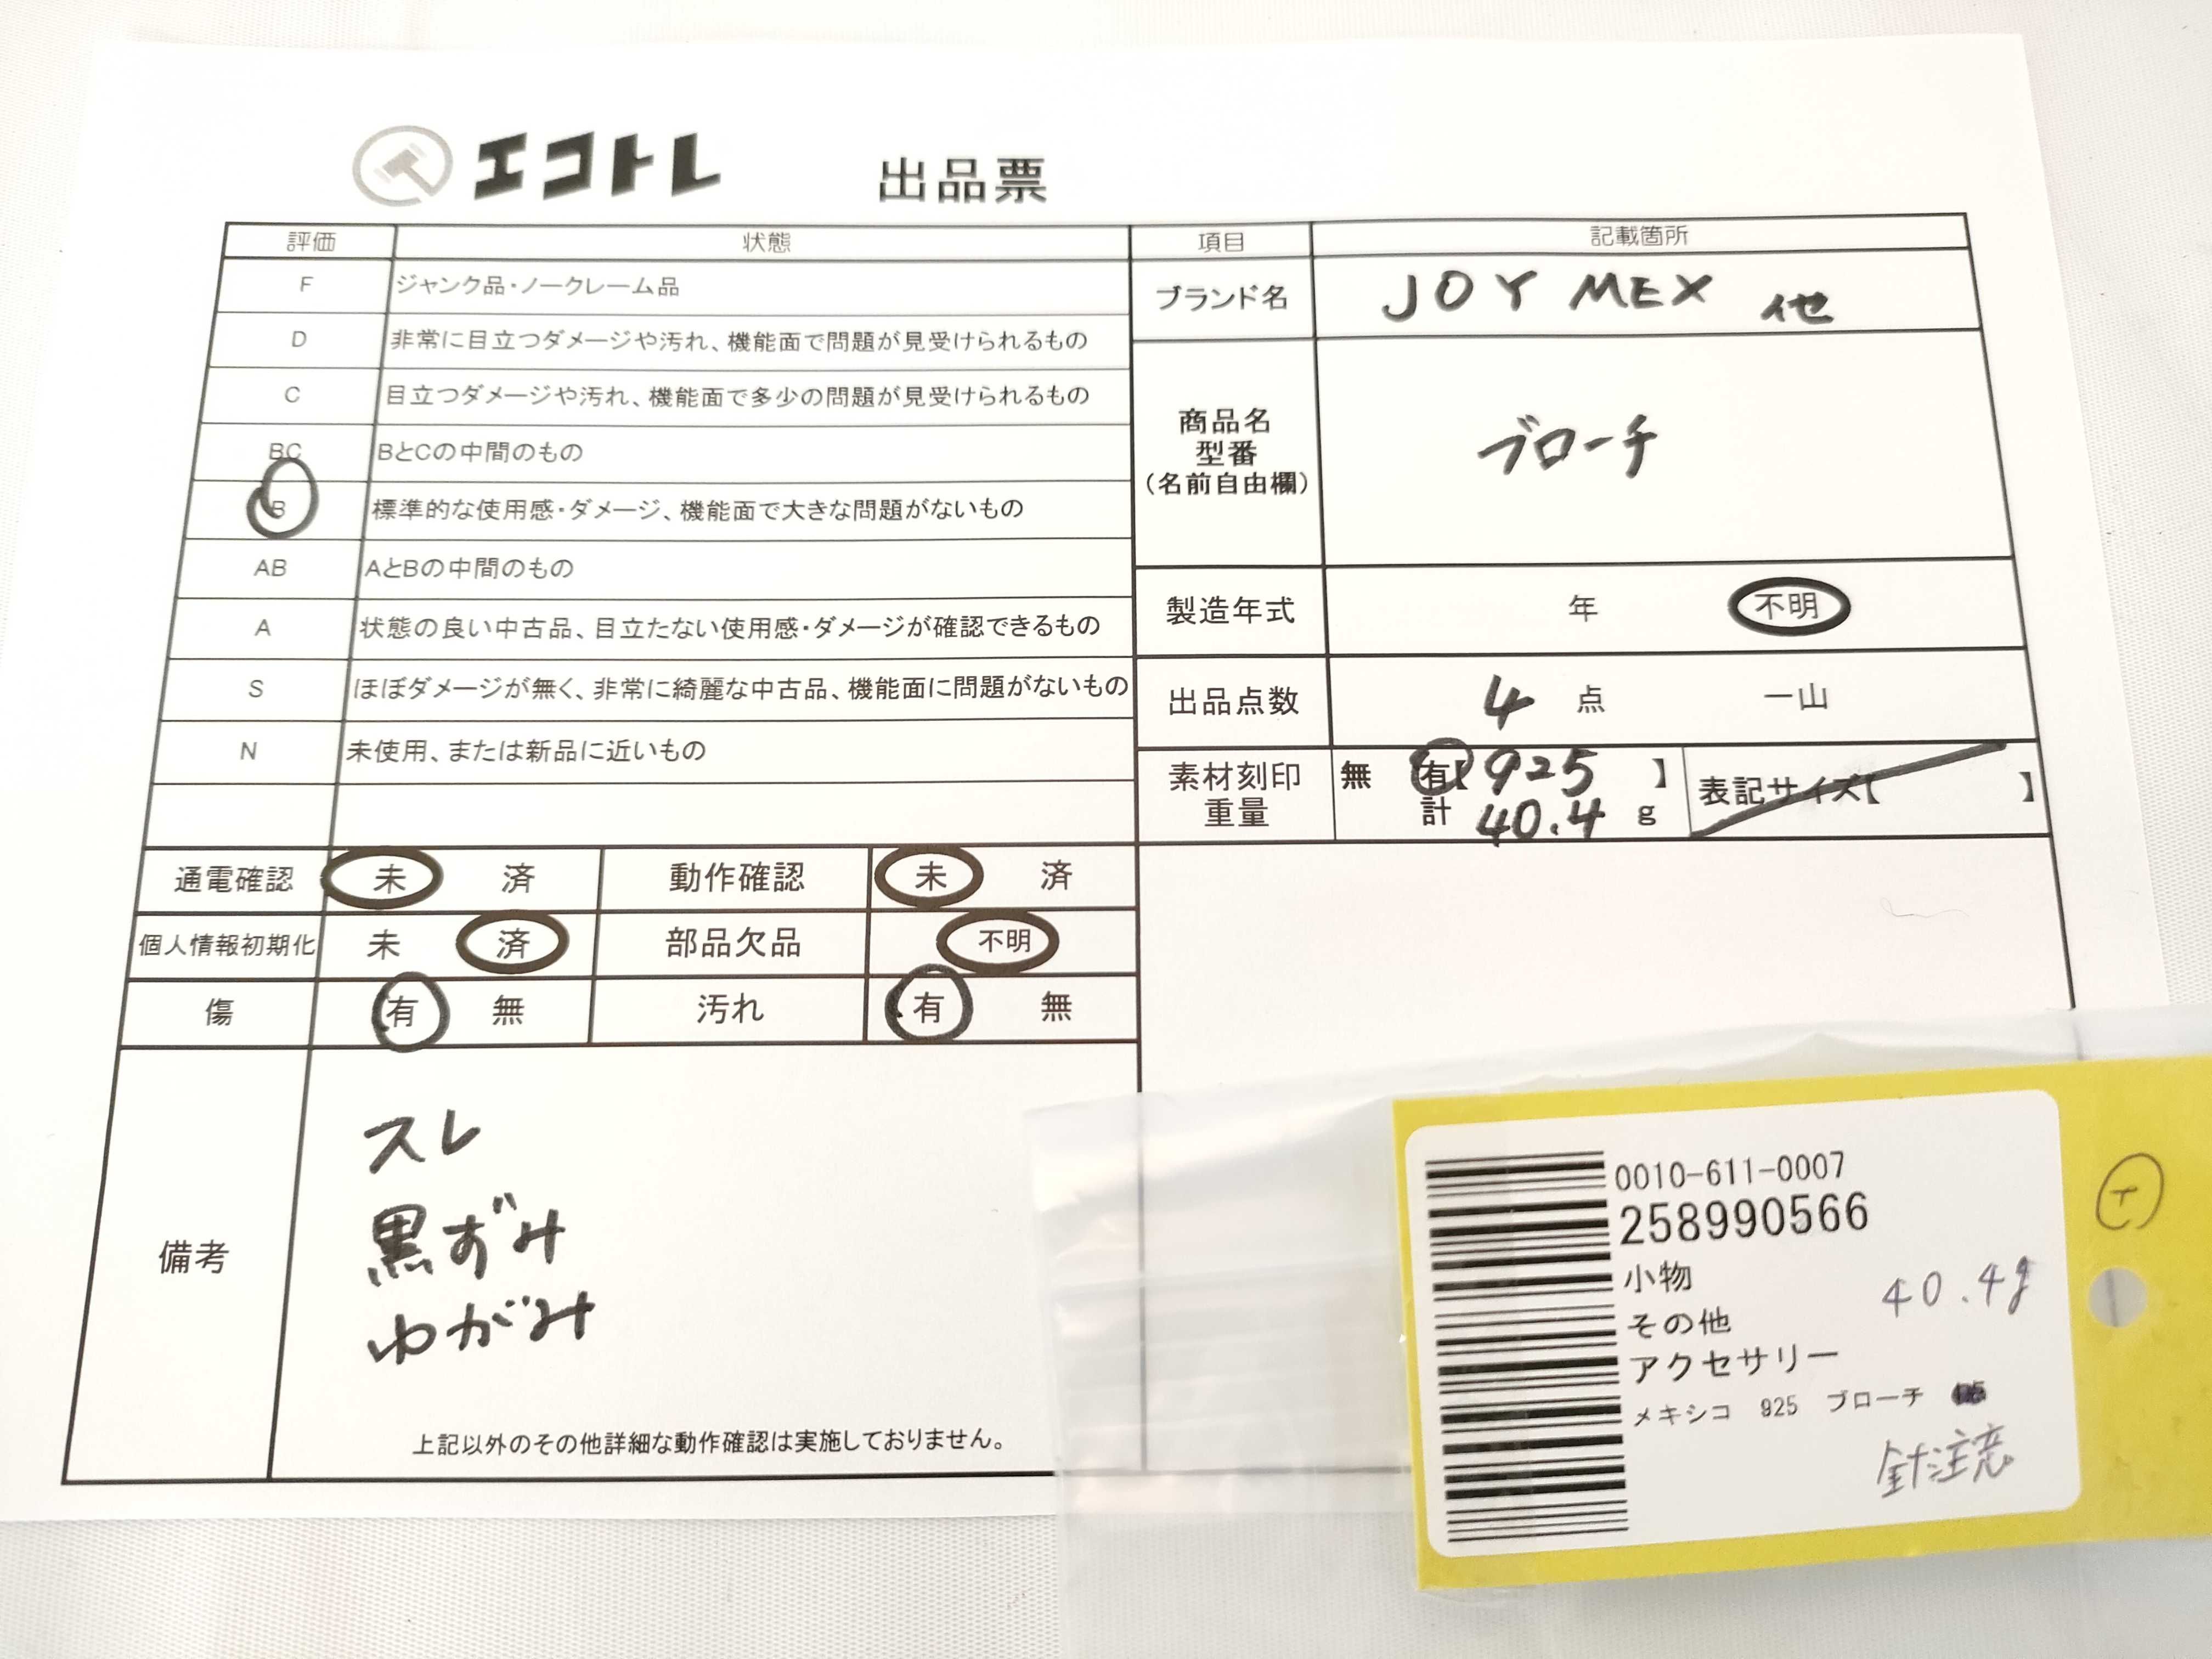 エコトレ 出品票
評価 状態
F ジャンク品・ノークレーム品
D 非常に目立つダメージや汚れ、機能面で問題が見受けられるもの
C 目立つダメージや汚れ、機能面で多少の問題が見受けられるもの
BC BとCの中間のもの
B 標準的な使用感・ダメージ、機能面で大きな問題がないもの
AB AとBの中間のもの
A 状態の良い中古品、目立たない使用感・ダメージが確認できるもの
S ほぼダメージが無く、非常に綺麗な中古品、機能面に問題がないもの
N 未使用、または新品に近いもの
通電確認 未 済 動作確認 未 済
個人情報初期化 未 済 部品欠品 不明
傷 有 無 汚れ 有 無
備考
スレ
黒ずみ
ゆがみ
上記以外のその他詳細な動作確認は実施しておりません。
項目 記載箇所
ブランド名 JOY MEX 他
商品名
型番
(名前自由欄)
ブローチ
製造年式 年 不明
出品点数 4 点 一山
素材刻印 無 有【925】
重量 計 40.4 g
表記サイズ【 】
0010-611-0007
258990566
小物
その他
アクセサリー
メキシコ 925 ブローチ
40.4g
針注意